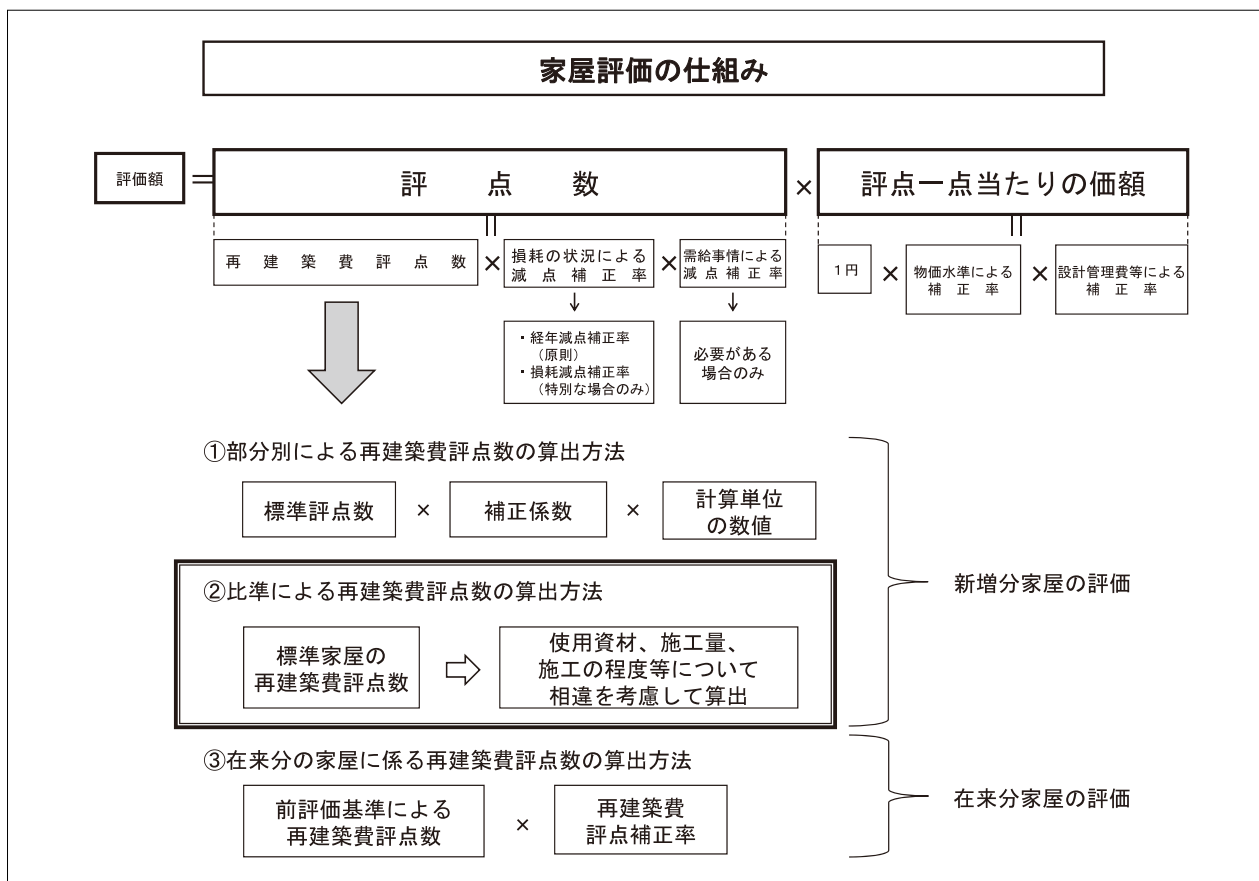 家屋評価の仕組み
評価額 = 評点数 × 評点一点当たりの価額
再建築費評点数 × 損耗の状況による × 需給事情による
減点補正率
減点補正率
1円 × 物価水準による × 設計管理費等による
補正率
補正率
・経年減点補正率
（原則）
・損耗減点補正率
（特別な場合のみ）
必要がある
場合のみ
①部分別による再建築費評点数の算出方法
標準評点数 × 補正係数 × 計算単位
の数値
②比準による再建築費評点数の算出方法
標準家屋の
再建築費評点数
使用資材、施工量、
施工の程度等について
相違を考慮して算出
新増分家屋の評価
③在来分の家屋に係る再建築費評点数の算出方法
前評価基準による
再建築費評点数
×
再建築費
評点補正率
在来分家屋の評価